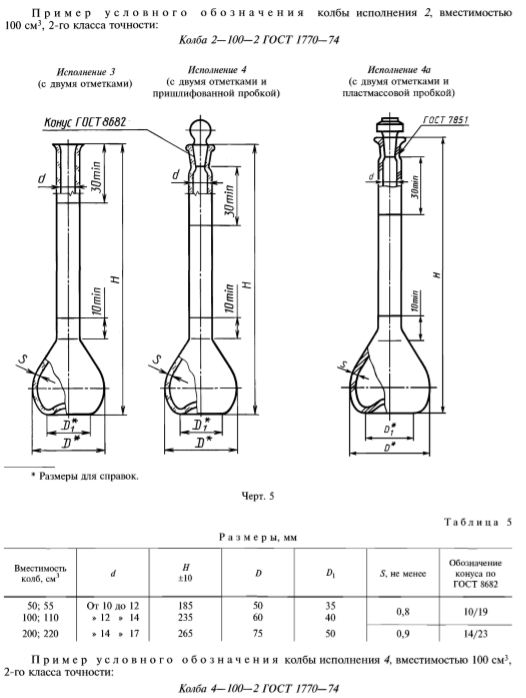 Пример условного обозначения колбы исполнения 2, вместимостью
100 см³, 2-го класса точности:
Колба 2—100—2 ГОСТ 1770—74
Исполнение 3
(с двумя отметками)
Исполнение 4
(с двумя отметками и
пришлифованной пробкой)
Исполнение 4а
(с двумя отметками и
пластмассовой пробкой)
Конус ГОСТ 8682
ГОСТ 7851
d
30min
H
10min
S
D₁*
D*
d
30min
H
10min
S
D₁*
D*
d
30min
H
10min
S
D₁*
D*
* Размеры для справок.
Черт. 5
Таблица 5
Размеры, мм
Вместимость колб, см³ | d | H ±10 | D | D₁ | S, не менее | Обозначение конуса по ГОСТ 8682
50; 55 | От 10 до 12 | 185 | 50 | 35 | 0,8 | 10/19
100; 110 | » 12 » 14 | 235 | 60 | 40
200; 220 | » 14 » 17 | 265 | 75 | 50 | 0,9 | 14/23
Пример условного обозначения колбы исполнения 4, вместимостью 100 см³,
2-го класса точности:
Колба 4—100—2 ГОСТ 1770—74